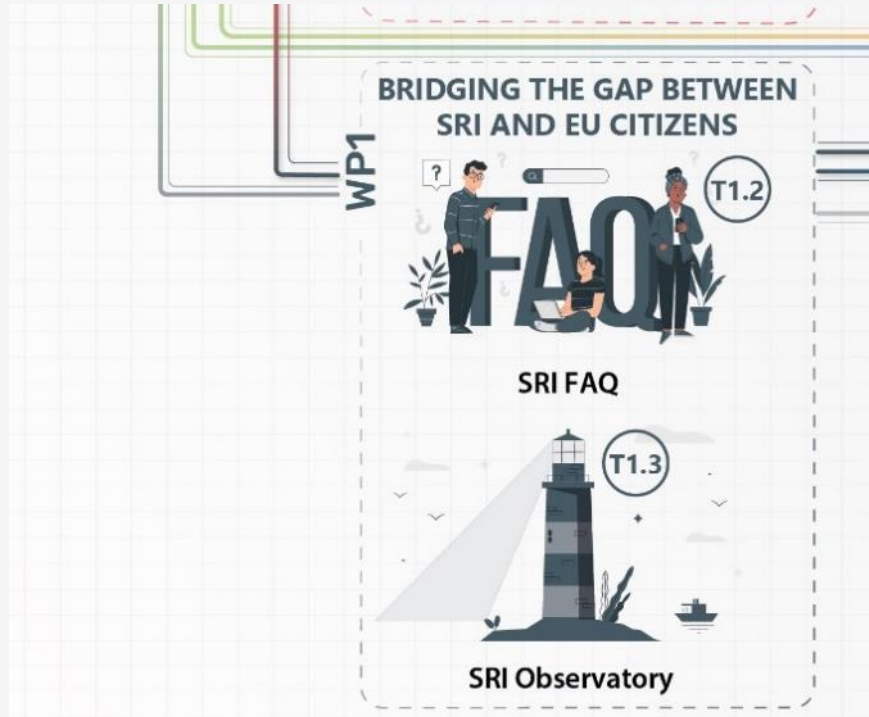 BRIDGING THE GAP BETWEEN
SRI AND EU CITIZENS
WP1
?
?
?
T1.2
FAQ
SRI FAQ
T1.3
SRI Observatory